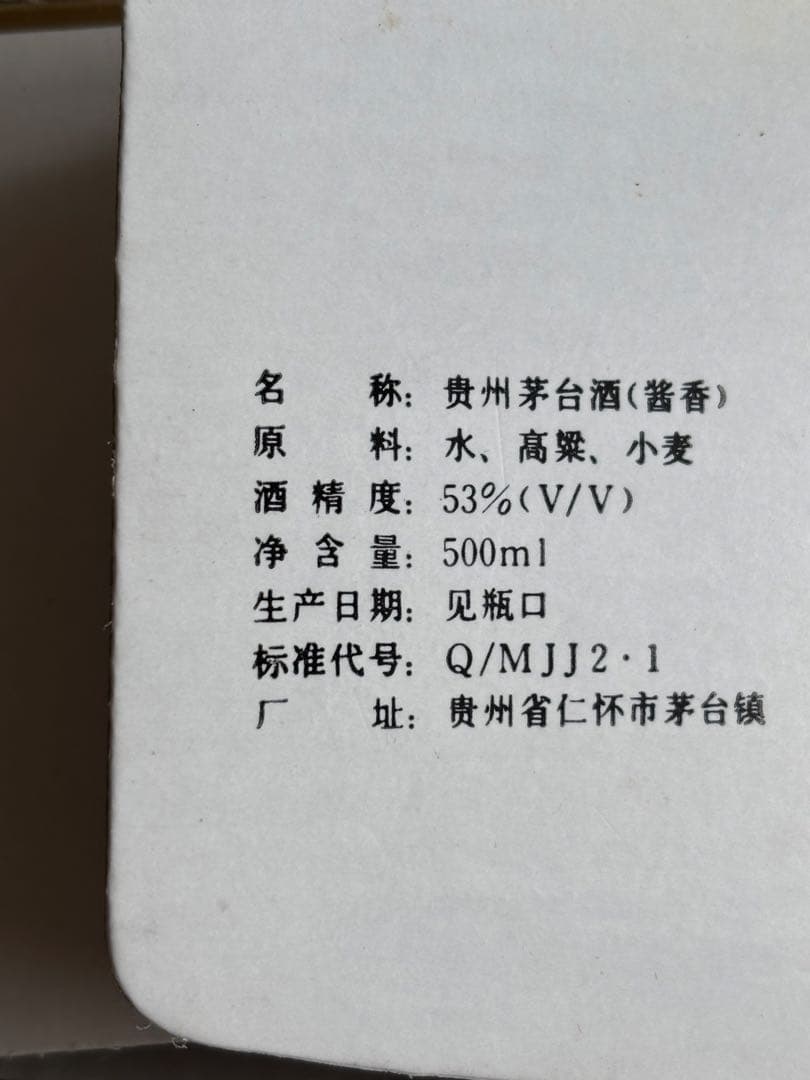 名称：贵州茅台酒（酱香）
原料：水、高粱、小麦
酒精度：53%(V/V)
净含量：500ml
生产日期：见瓶口
标准代号：Q/MJJ2·1
厂址：贵州省仁怀市茅台镇